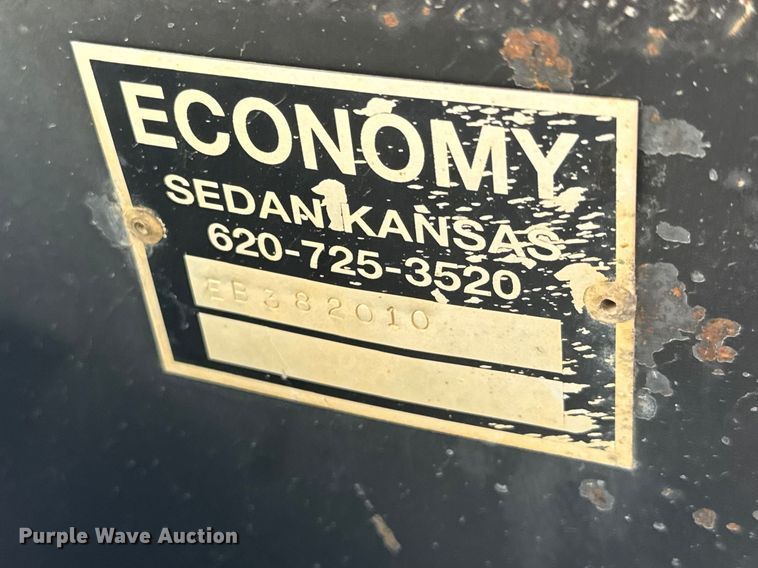 ECONOMY
SEDAN KANSAS
620-725-3520
EB382010
Purple Wave Auction